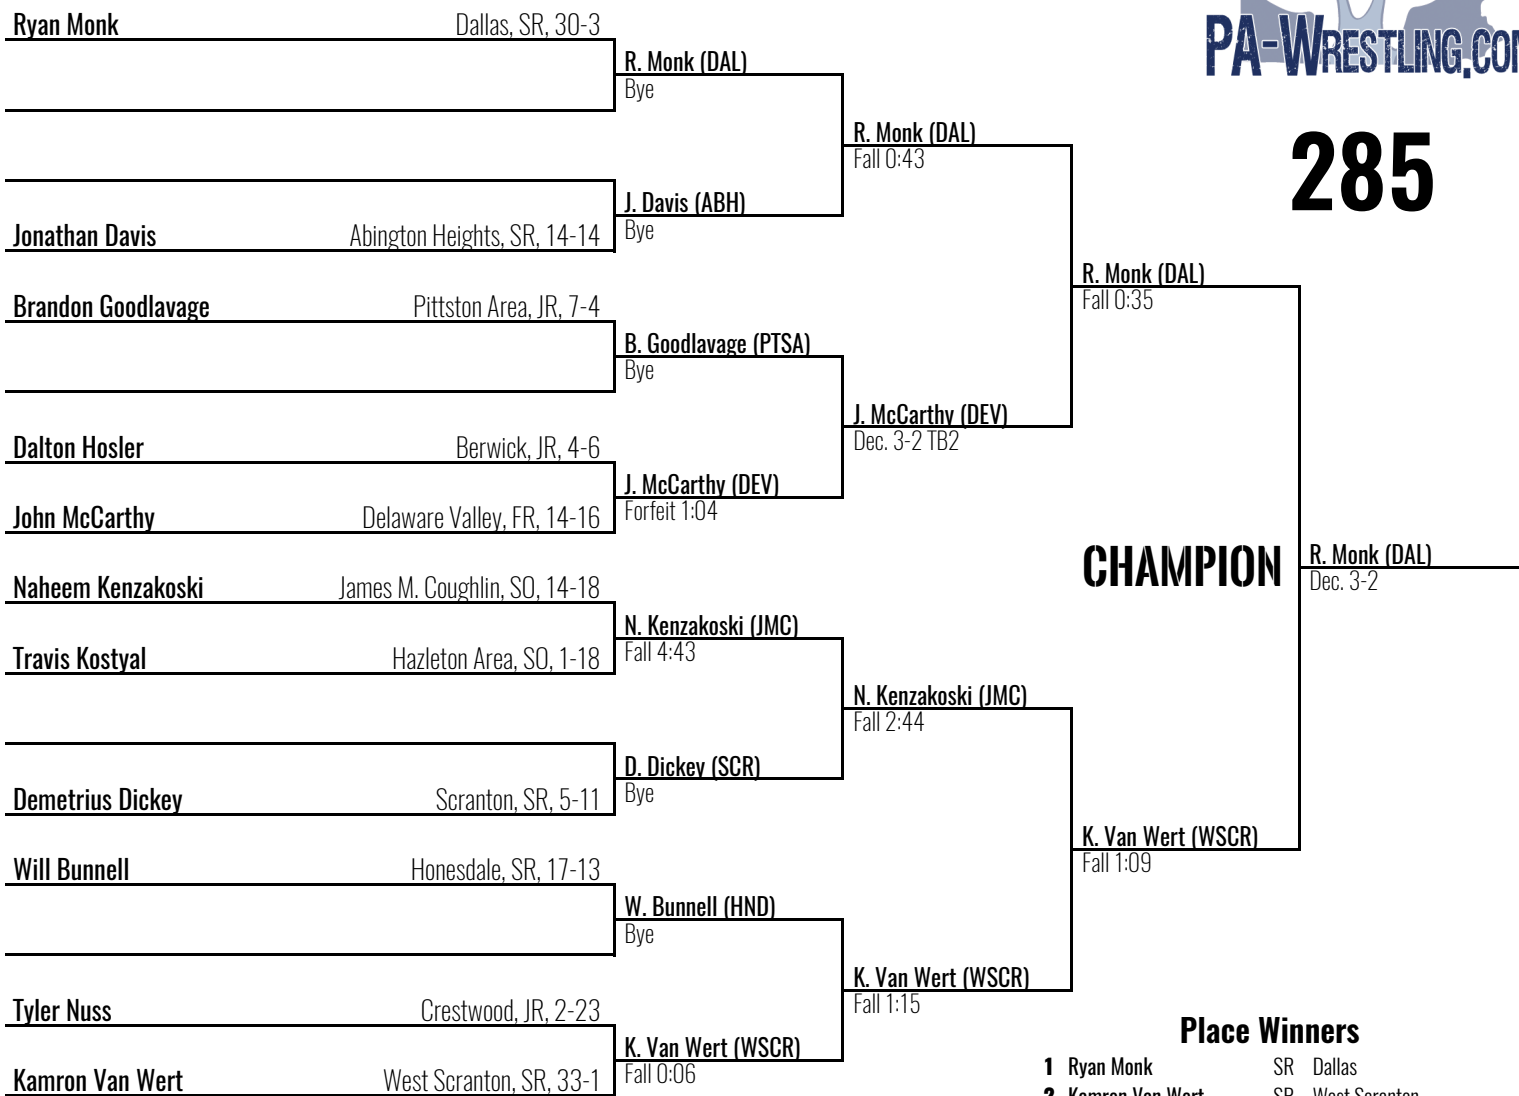 Ryan Monk Dallas, SR, 30-3
R. Monk (DAL)
Bye
R. Monk (DAL)
Fall 0:43
J. Davis (ABH)
Bye
Jonathan Davis Abington Heights, SR, 14-14
PA-WRESTLING.CO
285
R. Monk (DAL)
Fall 0:35
Brandon Goodlavage Pittston Area, JR, 7-4
B. Goodlavage (PTSA)
Bye
J. McCarthy (DEV)
Dec. 3-2 TB2
Dalton Hosler Berwick, JR, 4-6
J. McCarthy (DEV)
Forfeit 1:04
John McCarthy Delaware Valley, FR, 14-16
CHAMPION
R. Monk (DAL)
Dec. 3-2
Naheem Kenzakoski James M. Coughlin, SO, 14-18
N. Kenzakoski (JMC)
Fall 4:43
Travis Kostyal Hazleton Area, SO, 1-18
N. Kenzakoski (JMC)
Fall 2:44
D. Dickey (SCR)
Bye
Demetrius Dickey Scranton, SR, 5-11
K. Van Wert (WSCR)
Fall 1:09
Will Bunnell Honesdale, SR, 17-13
W. Bunnell (HND)
Bye
K. Van Wert (WSCR)
Fall 1:15
Tyler Nuss Crestwood, JR, 2-23
K. Van Wert (WSCR)
Fall 0:06
Kamron Van Wert West Scranton, SR, 33-1
Place Winners
1 Ryan Monk SR Dallas
2 Kamron Van Wert SR West Scranton